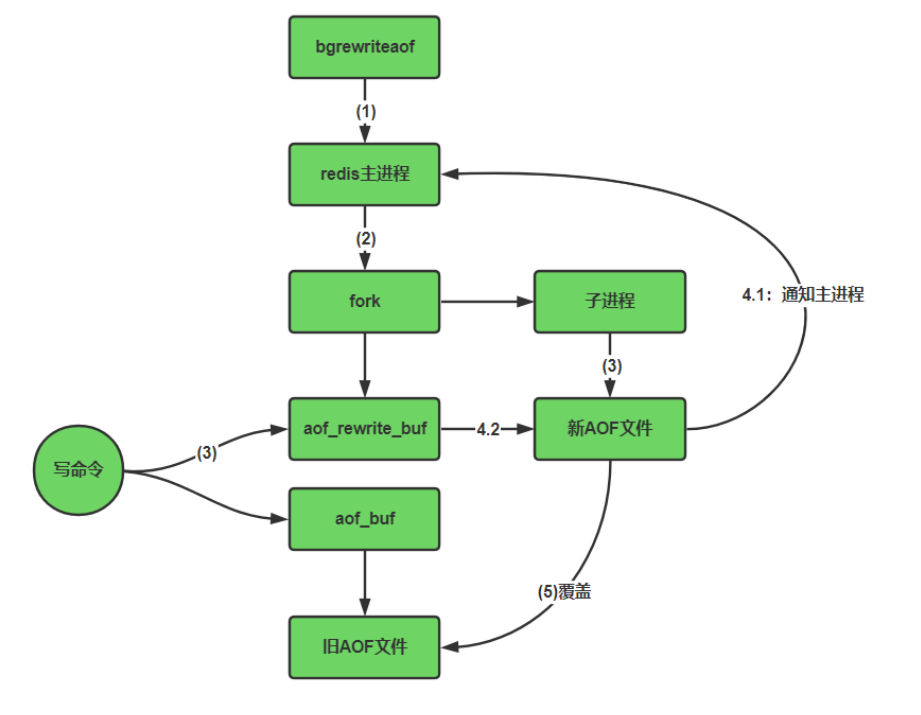 bgrewriteaof
(1)
redis主进程
(2)
fork
子进程
4.1：通知主进程
(3)
aof_rewrite_buf
4.2
新AOF文件
写命令
(3)
aof_buf
(5)覆盖
旧AOF文件